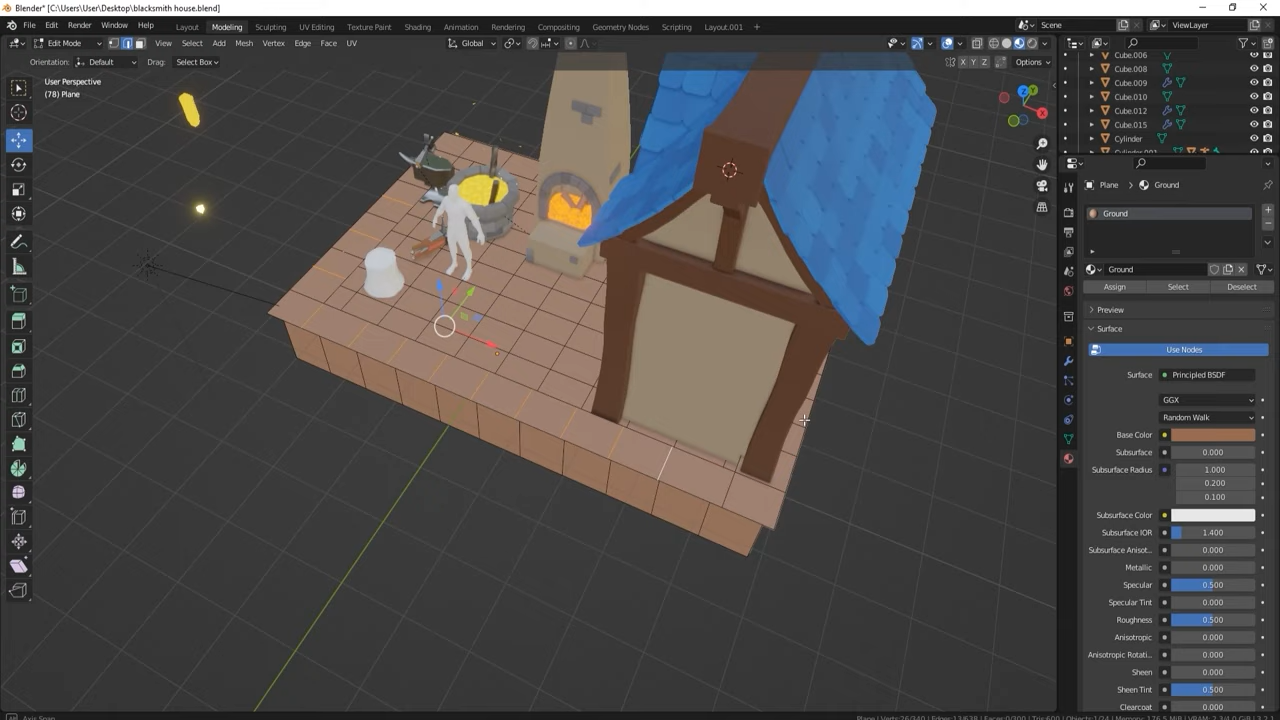 Blender* [C:\Users\User\Desktop\blacksmith house.blend]
File Edit Render Window Help Layout Modeling Sculpting UV Editing Texture Paint Shading Animation Rendering Compositing Geometry Nodes Scripting Layout.001 + Scene ViewLayer
Edit Mode View Select Add Mesh Vertex Edge Face UV Global
Orientation: Default Drag: Select Box X Y Z Options
User Perspective
(78) Plane
Cube.006
Cube.008
Cube.009
Cube.010
Cube.012
Cube.015
Cylinder
Plane > Ground
Ground
Ground
Assign Select Deselect
Preview
Surface
Use Nodes
Surface Principled BSDF
GGX
Random Walk
Base Color
Subsurface 0.000
Subsurface Radius 1.000
0.200
0.100
Subsurface Color
Subsurface IOR 1.400
Subsurface Anisot... 0.000
Metallic 0.000
Specular 0.500
Specular Tint 0.000
Roughness 0.500
Anisotropic 0.000
Anisotropic Rotati... 0.000
Sheen 0.000
Sheen Tint 0.500
Clearcoat 0.000